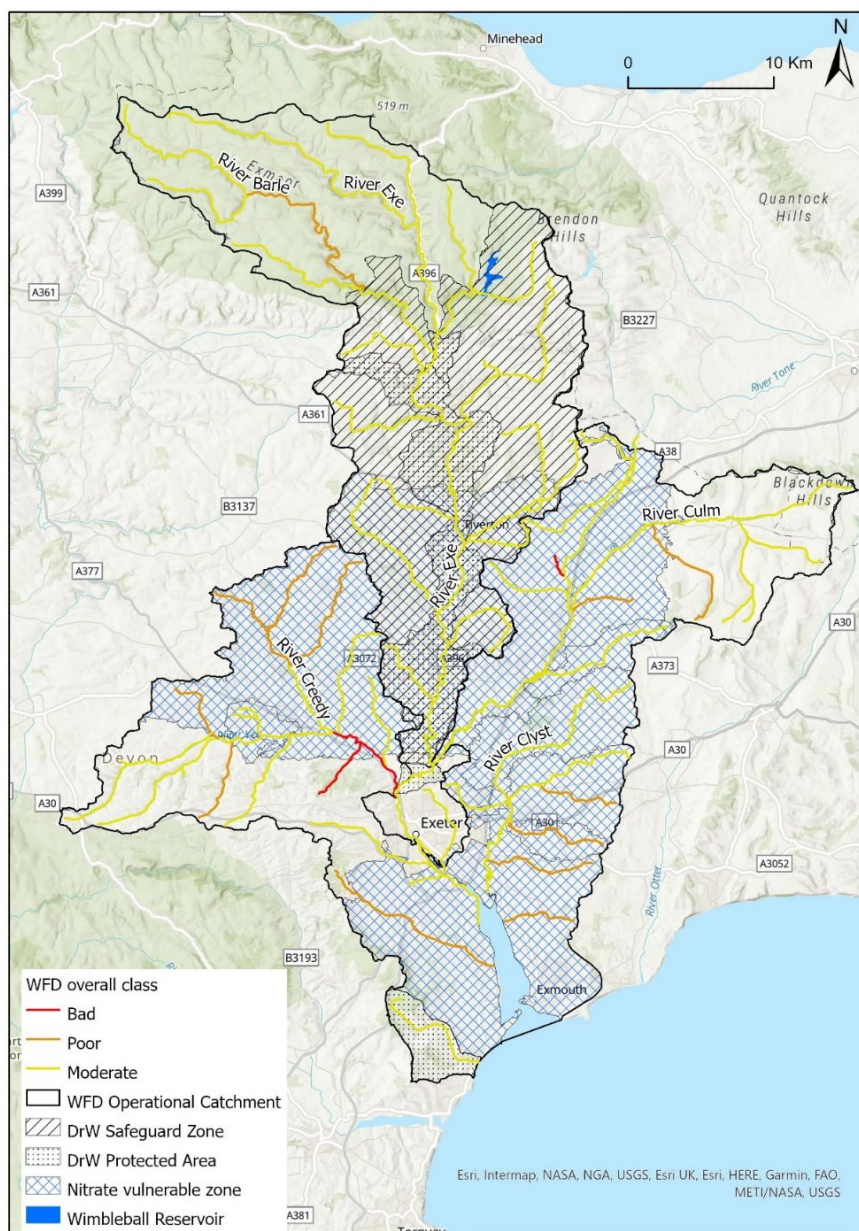 Minehead
N
0 10 Km
519 m
River Barle
Exmoor
River Exe
A399
Quantock
Hills
Brendon
Hills
A396
A361
B3227
River Tone
A361
A38
Blackdown
Hills
B3137
River Culm
Tiverton
A377
River Exe
A30
River Creedy
A3072
A396
A373
River Clyst
Devon
A30
A30
Exeter
A30
A3052
River Otter
B3193
Exmouth
WFD overall class
Bad
Poor
Moderate
WFD Operational Catchment
DrW Safeguard Zone
DrW Protected Area
Nitrate vulnerable zone
Wimbleball Reservoir
Esri, Intermap, NASA, NGA, USGS, Esri UK, Esri, HERE, Garmin, FAO,
METI/NASA, USGS
A381